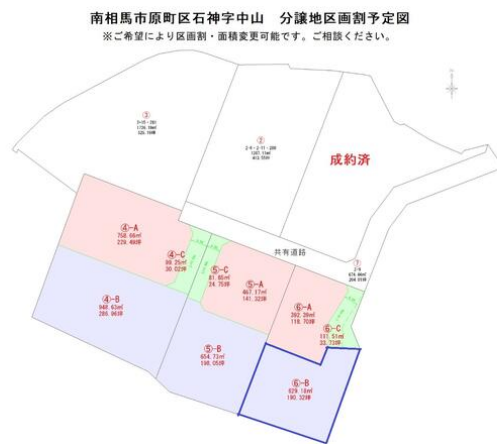 南相馬市原町区石神字中山　分譲地区画割予定図
※ご希望により区画割・面積変更可能です。ご相談ください。
③
②
成約済
④-A
758.66㎡
229.49坪
④-C
99.25㎡
30.02坪
⑤-C
81.85㎡
24.75坪
⑤-A
467.17㎡
141.32坪
共有道路
⑦
④-B
948.63㎡
286.96坪
⑥-A
392.39㎡
118.70坪
⑥-C
111.51㎡
33.73坪
⑤-B
654.73㎡
198.05坪
⑥-B
629.16㎡
190.32坪